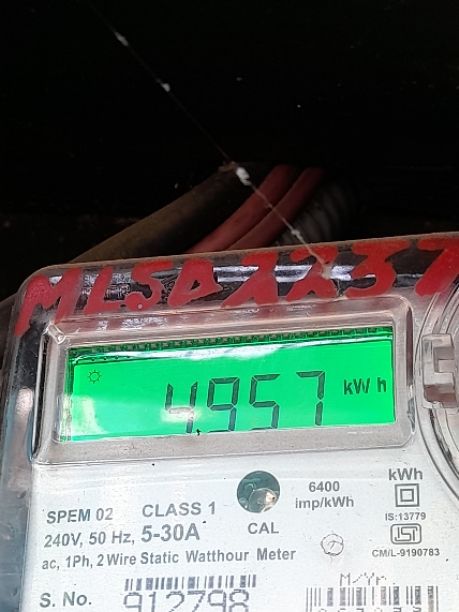 4957 kWh
6400
imp/kWh
kWh
IS:13779
CM/L-9190783
SPEM 02 CLASS 1
240V, 50 Hz, 5-30A CAL
ac, 1Ph, 2 Wire Static Watthour Meter
S. No. 912798
M/Yr.